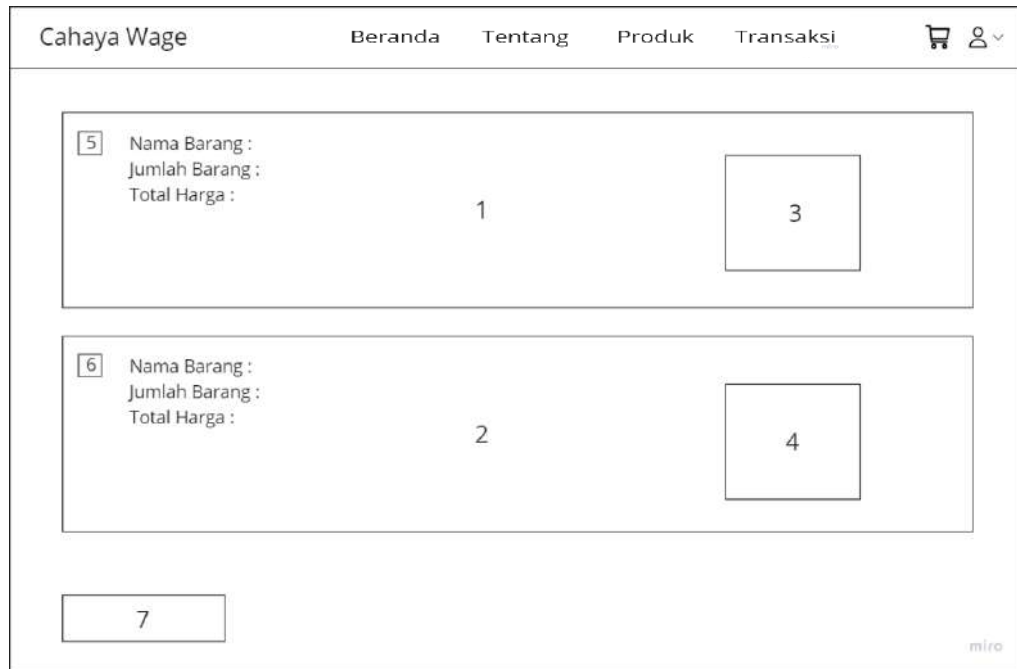 Cahaya Wage Beranda Tentang Produk Transaksi
5 Nama Barang :
Jumlah Barang :
Total Harga :
1
3
6 Nama Barang :
Jumlah Barang :
Total Harga :
2
4
7
miro